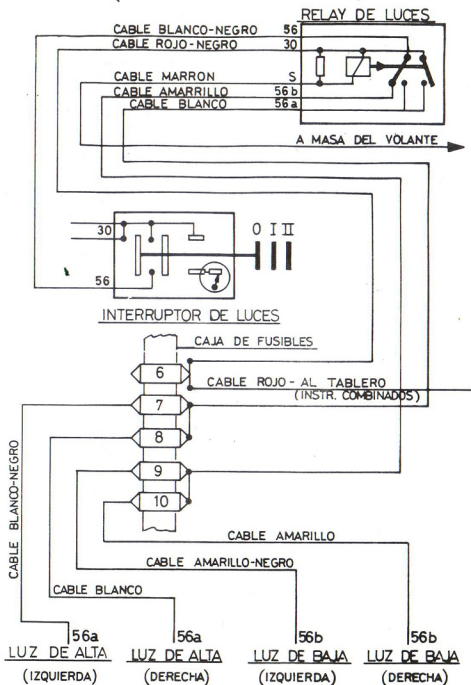 RELAY DE LUCES
CABLE BLANCO-NEGRO 56
CABLE ROJO-NEGRO 30
CABLE MARRON S
CABLE AMARRILLO 56b
CABLE BLANCO 56a
A MASA DEL VOLANTE
30
O I II
56
INTERRUPTOR DE LUCES
CAJA DE FUSIBLES
6
CABLE ROJO-AL TABLERO
(INSTR. COMBINADOS)
7
8
9
10
CABLE BLANCO-NEGRO
CABLE AMARILLO
CABLE AMARILLO-NEGRO
CABLE BLANCO
56a 56a 56b 56b
LUZ DE ALTA LUZ DE ALTA LUZ DE BAJA LUZ DE BAJA
(IZQUIERDA) (DERECHA) (IZQUIERDA) (DERECHA)